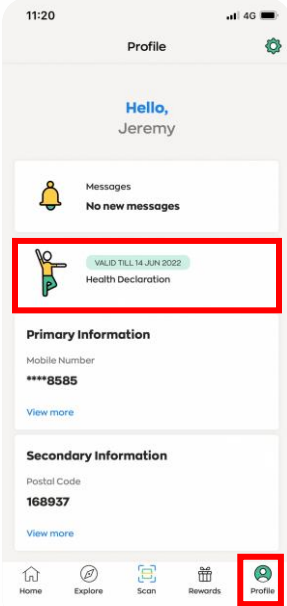 11:20
4G
Profile
Hello,
Jeremy
Messages
No new messages
VALID TILL 14 JUN 2022
Health Declaration
Primary Information
Mobile Number
****8585
View more
Secondary Information
Postal Code
168937
View more
Home Explore Scan Rewards Profile